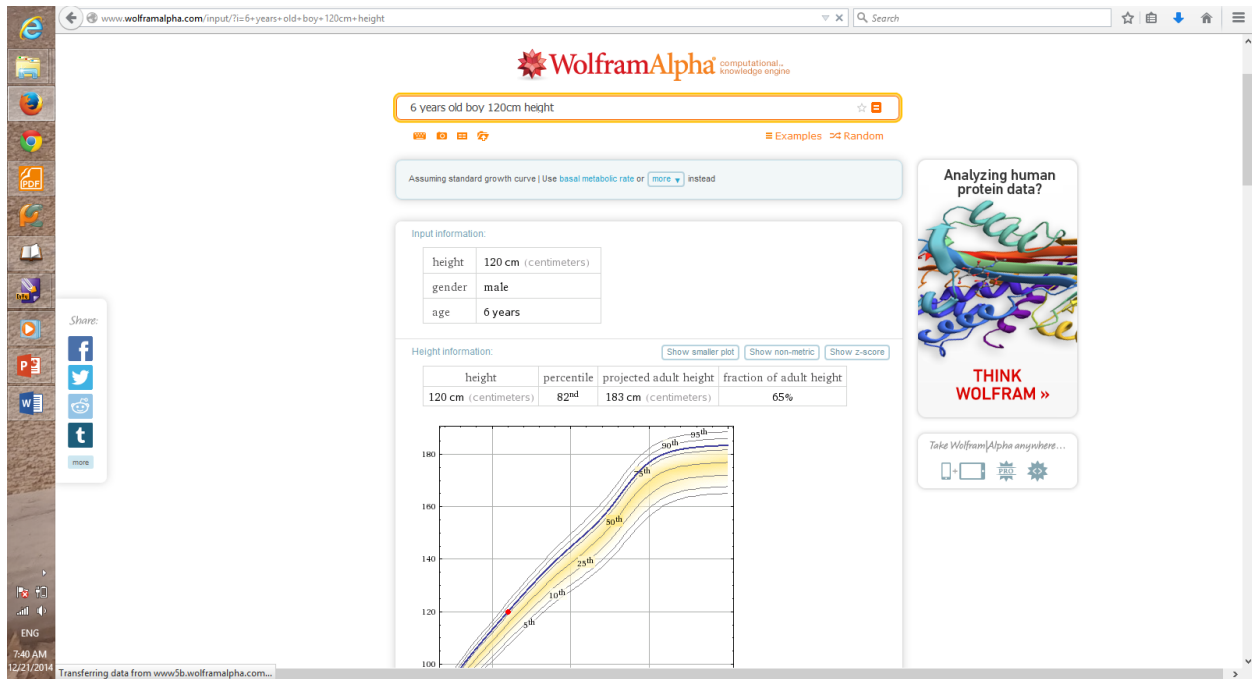 www.wolframalpha.com/input/?i=6+years+old+boy+120cm+height
Search
WolframAlpha computational..
knowledge engine
6 years old boy 120cm height
Examples Random
Assuming standard growth curve | Use basal metabolic rate or more instead
Input information:
height 120 cm (centimeters)
gender male
age 6 years
Height information: Show smaller plot Show non-metric Show z-score
height percentile projected adult height fraction of adult height
120 cm (centimeters) 82nd 183 cm (centimeters) 65%
95th
90th
180
75th
160
50th
140
25th
10th
120
5th
100
Analyzing human
protein data?
THINK
WOLFRAM »
Take Wolfram|Alpha anywhere...
PRO
Share:
f
t
more
PDF
P
W
ENG
7:40 AM
12/21/2014
Transferring data from www5b.wolframalpha.com...